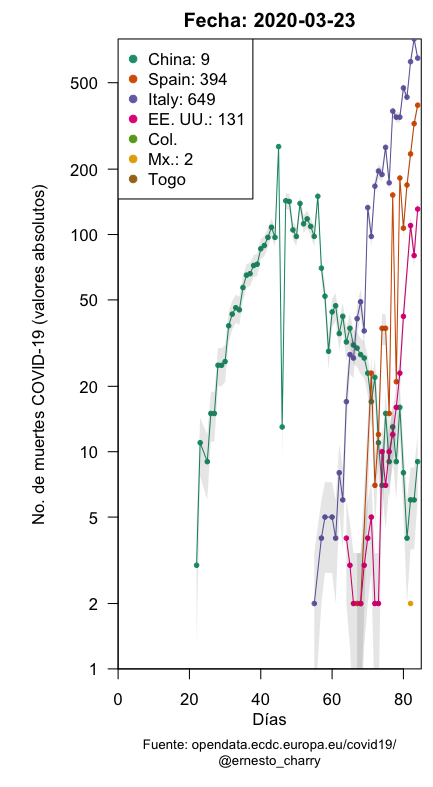 Fecha: 2020-03-23
China: 9
Spain: 394
Italy: 649
EE. UU.: 131
Col.
Mx.: 2
Togo
No. de muertes COVID-19 (valores absolutos)
500
200
100
50
20
10
5
2
1
0 20 40 60 80
Días
Fuente: opendata.ecdc.europa.eu/covid19/
@ernesto_charry